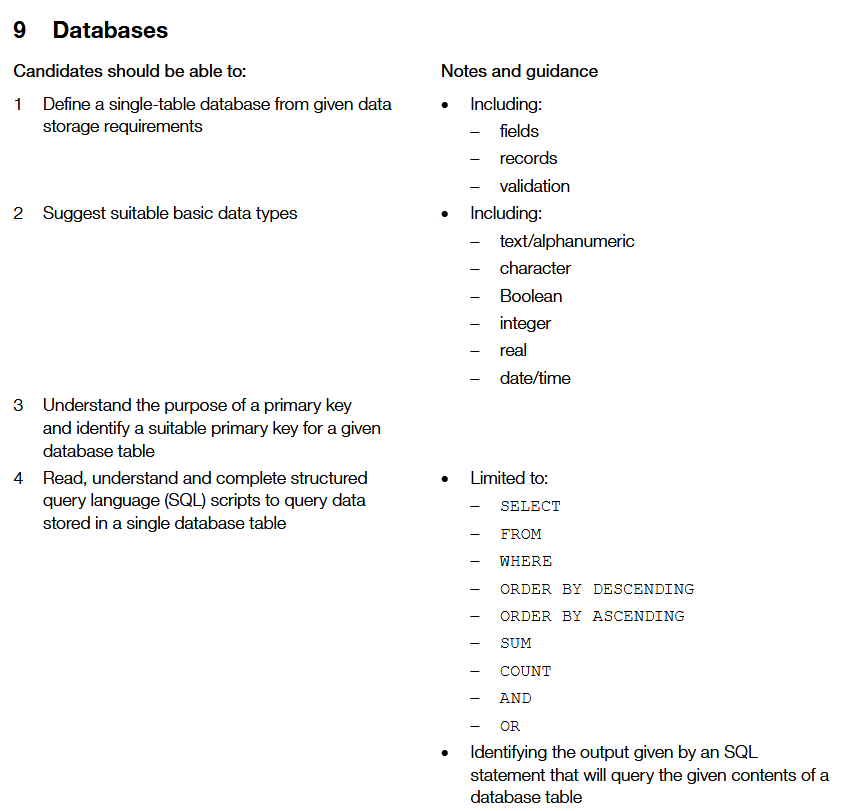 9 Databases
Candidates should be able to:
Notes and guidance
1 Define a single-table database from given data
storage requirements
• Including:
– fields
– records
– validation
2 Suggest suitable basic data types
• Including:
– text/alphanumeric
– character
– Boolean
– integer
– real
– date/time
3 Understand the purpose of a primary key
and identify a suitable primary key for a given
database table
4 Read, understand and complete structured
query language (SQL) scripts to query data
stored in a single database table
• Limited to:
– SELECT
– FROM
– WHERE
– ORDER BY DESCENDING
– ORDER BY ASCENDING
– SUM
– COUNT
– AND
– OR
• Identifying the output given by an SQL
statement that will query the given contents of a
database table